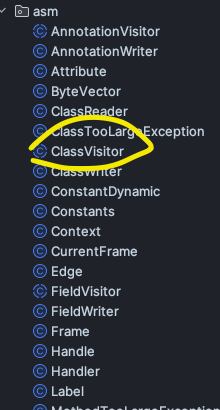 asm
AnnotationVisitor
AnnotationWriter
Attribute
ByteVector
ClassReader
ClassTooLargeException
ClassVisitor
ClassWriter
ConstantDynamic
Constants
Context
CurrentFrame
Edge
FieldVisitor
FieldWriter
Frame
Handle
Handler
Label